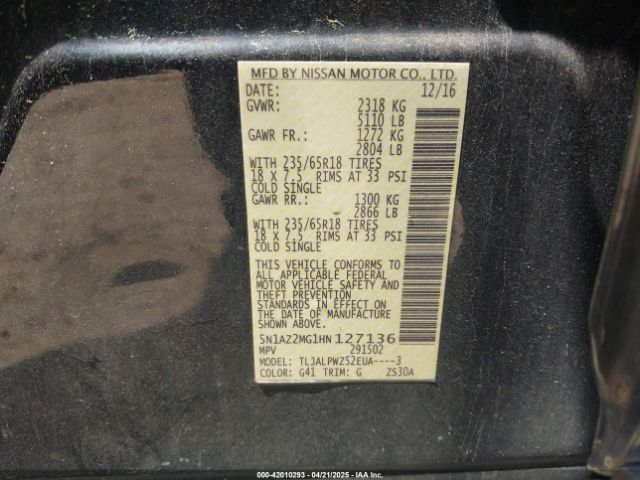 MFD BY NISSAN MOTOR CO., LTD.
DATE: 12/16
GVWR: 2318 KG
5110 LB
GAWR FR.: 1272 KG
2804 LB
WITH 235/65R18 TIRES
18 X 7.5 RIMS AT 33 PSI
COLD SINGLE
GAWR RR.: 1300 KG
2866 LB
WITH 235/65R18 TIRES
18 X 7.5 RIMS AT 33 PSI
COLD SINGLE
THIS VEHICLE CONFORMS TO
ALL APPLICABLE FEDERAL
MOTOR VEHICLE SAFETY AND
THEFT PREVENTION
STANDARDS IN EFFECT ON
THE DATE OF MANUFACTURE
SHOWN ABOVE.
5N1AZ2MG1HN 127136
MPV 291502
MODEL: TLJALPWZ52EUA----3
COLOR: G41 TRIM: G ZS30A
000-42010293 - 04/21/2025 - IAAI.COM